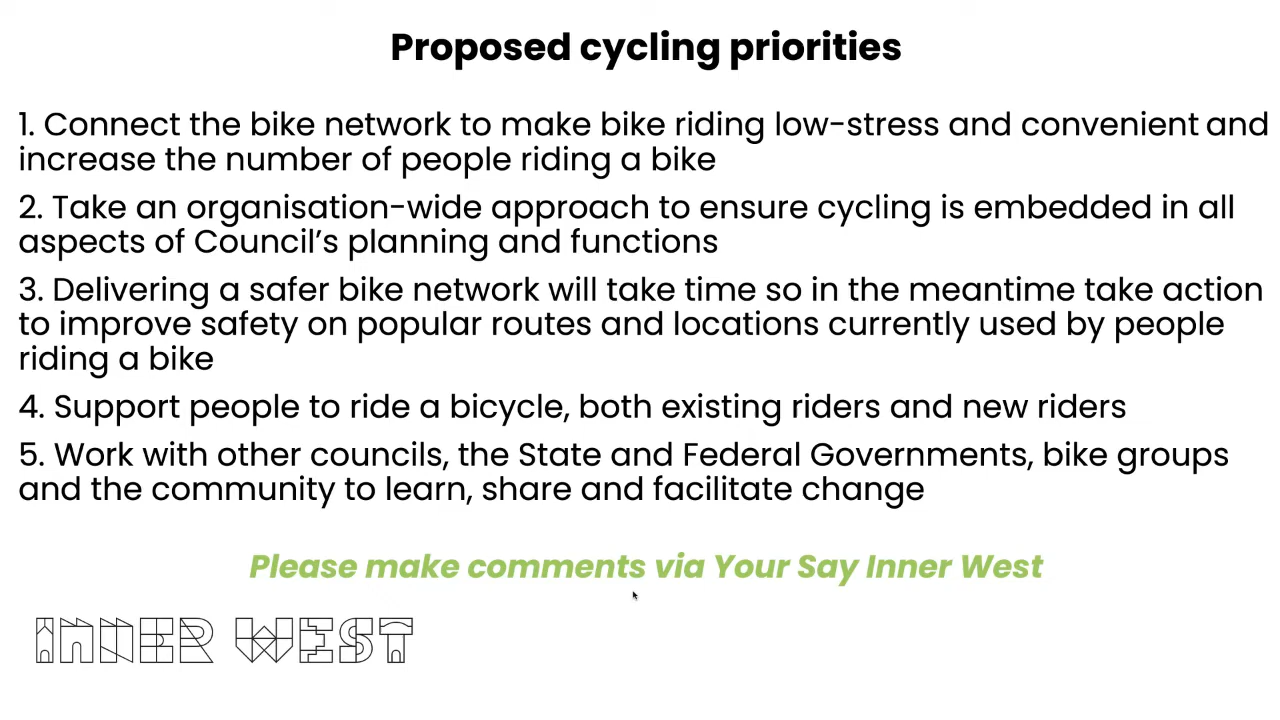 Proposed cycling priorities
1. Connect the bike network to make bike riding low-stress and convenient and
increase the number of people riding a bike
2. Take an organisation-wide approach to ensure cycling is embedded in all
aspects of Council’s planning and functions
3. Delivering a safer bike network will take time so in the meantime take action
to improve safety on popular routes and locations currently used by people
riding a bike
4. Support people to ride a bicycle, both existing riders and new riders
5. Work with other councils, the State and Federal Governments, bike groups
and the community to learn, share and facilitate change
Please make comments via Your Say Inner West
INNER WEST